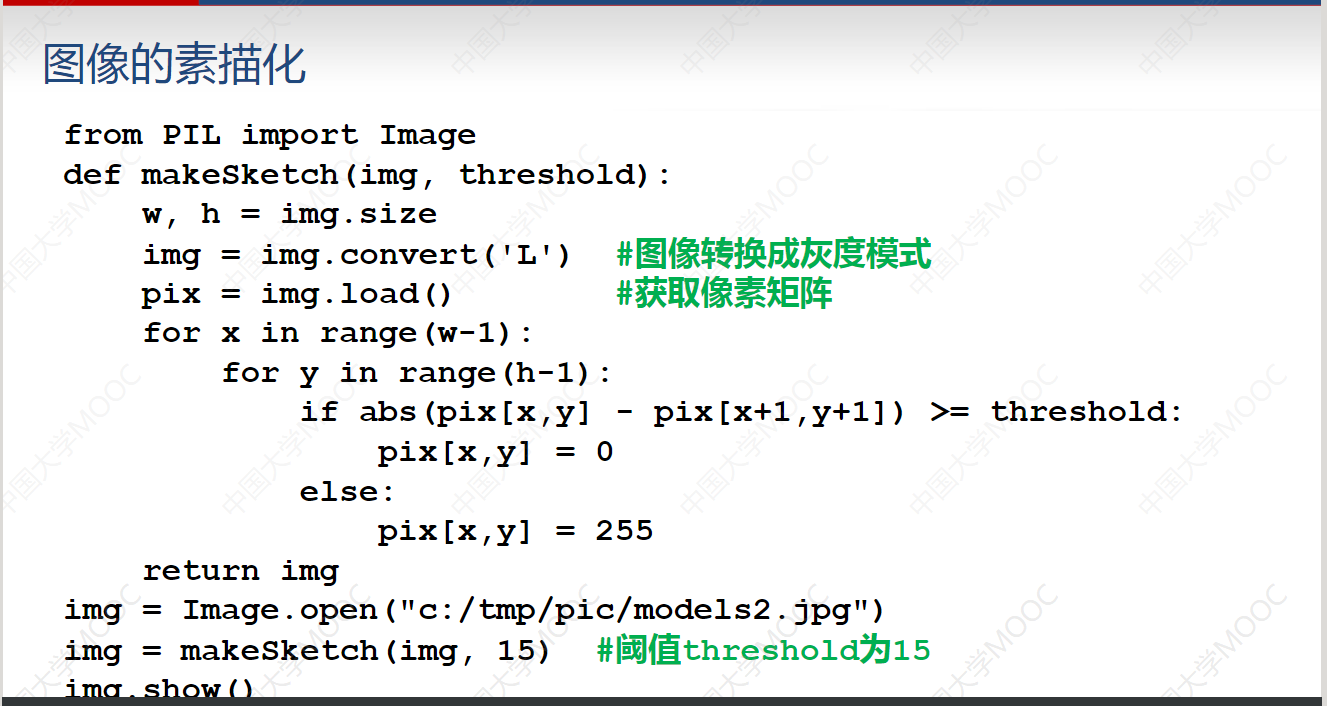 图像的素描化
from PIL import Image
def makeSketch(img, threshold):
    w, h = img.size
    img = img.convert('L')  #图像转换成灰度模式
    pix = img.load()        #获取像素矩阵
    for x in range(w-1):
        for y in range(h-1):
            if abs(pix[x,y] - pix[x+1,y+1]) >= threshold:
                pix[x,y] = 0
            else:
                pix[x,y] = 255
    return img
img = Image.open("c:/tmp/pic/models2.jpg")
img = makeSketch(img, 15)  #阈值threshold为15
img.show()
中国大学MOOC